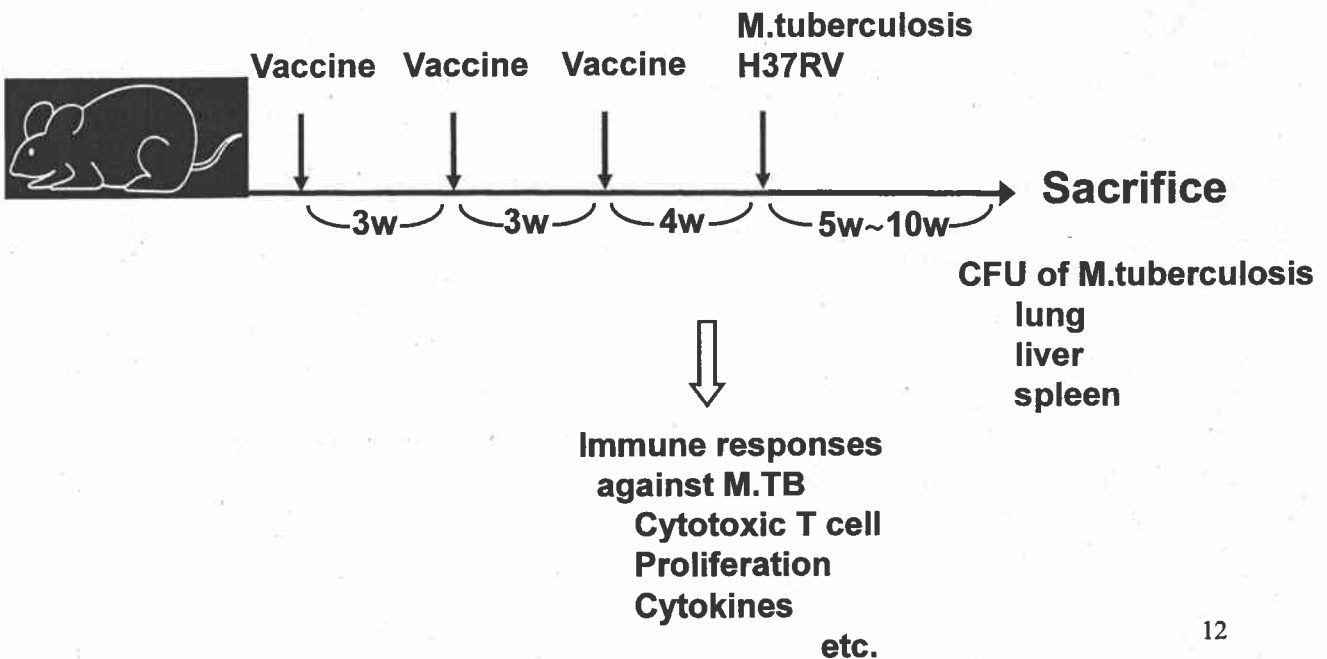 M.tuberculosis
Vaccine Vaccine Vaccine H37RV
Sacrifice
3w 3w 4w 5w~10w
CFU of M.tuberculosis
lung
liver
spleen
Immune responses
against M.TB
Cytotoxic T cell
Proliferation
Cytokines
etc.
12